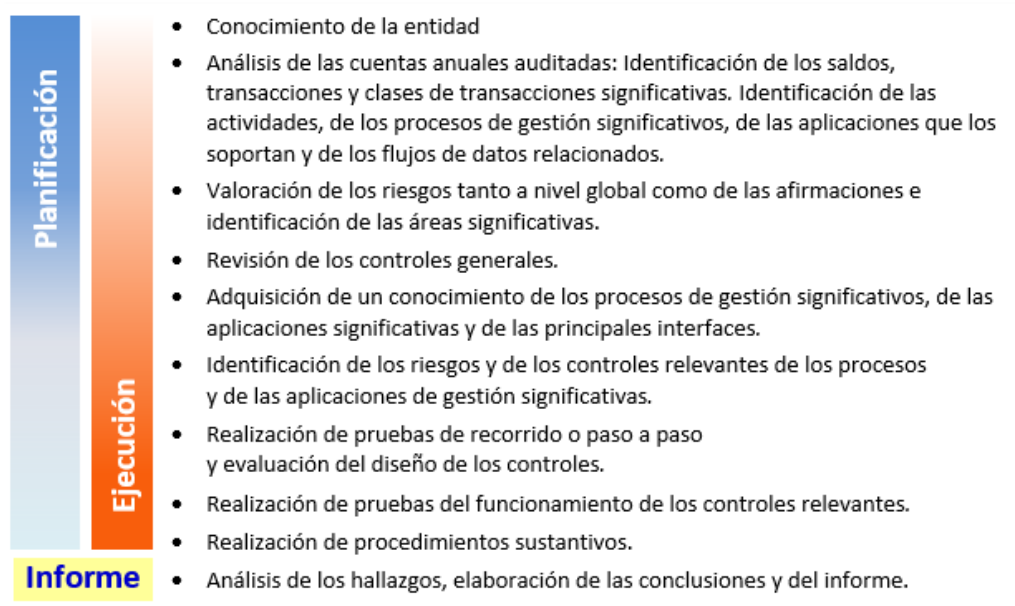 Planificación
Ejecución
• Conocimiento de la entidad
• Análisis de las cuentas anuales auditadas: Identificación de los saldos,
transacciones y clases de transacciones significativas. Identificación de las
actividades, de los procesos de gestión significativos, de las aplicaciones que los
soportan y de los flujos de datos relacionados.
• Valoración de los riesgos tanto a nivel global como de las afirmaciones e
identificación de las áreas significativas.
• Revisión de los controles generales.
• Adquisición de un conocimiento de los procesos de gestión significativos, de las
aplicaciones significativas y de las principales interfaces.
• Identificación de los riesgos y de los controles relevantes de los procesos
y de las aplicaciones de gestión significativas.
• Realización de pruebas de recorrido o paso a paso
y evaluación del diseño de los controles.
• Realización de pruebas del funcionamiento de los controles relevantes.
• Realización de procedimientos sustantivos.
Informe
• Análisis de los hallazgos, elaboración de las conclusiones y del informe.